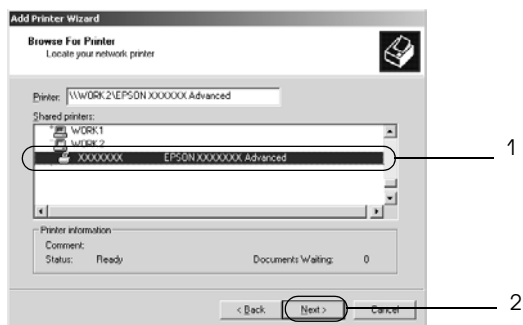 Add Printer Wizard
Browse For Printer
Locate your network printer
Printer: \\WORK2\EPSON XXXXXX Advanced
Shared printers:
WORK1
WORK2
XXXXXXX EPSON XXXXXXX Advanced
1
Printer information
Comment:
Status: Ready Documents Waiting: 0
< Back Next > Cancel
2